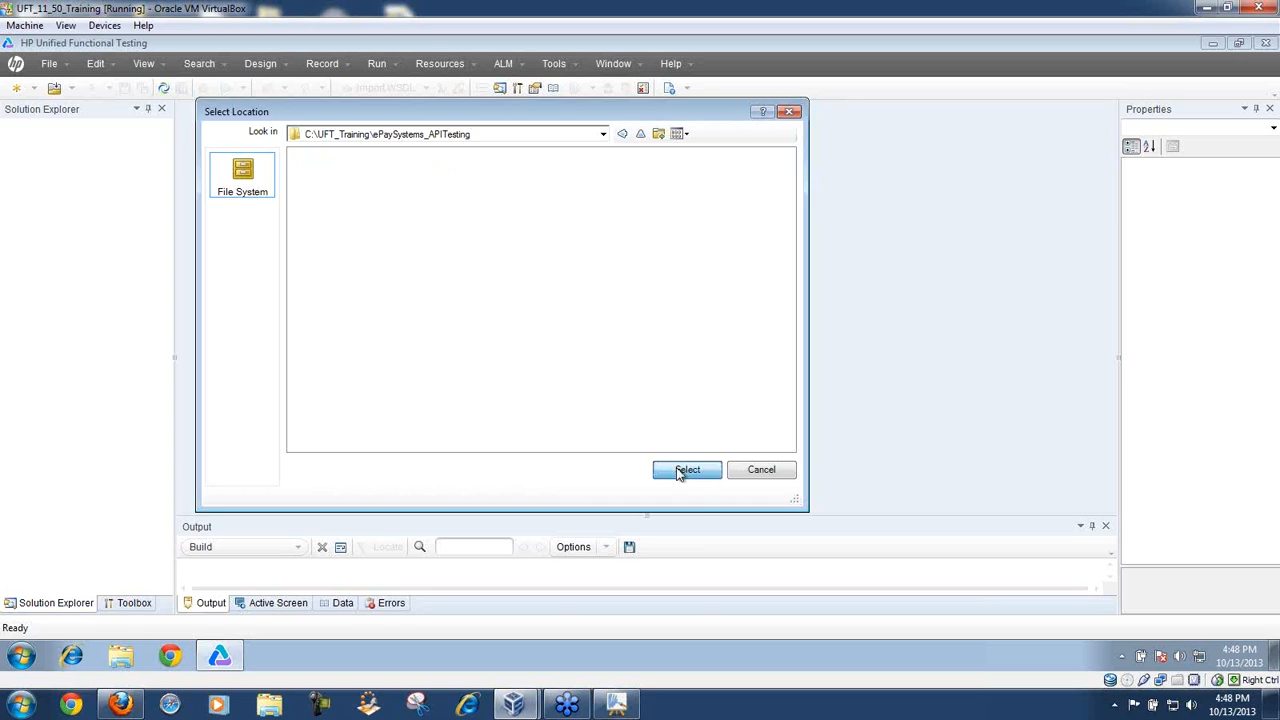 UFT_11_50_Training [Running] - Oracle VM VirtualBox
Machine View Devices Help
HP Unified Functional Testing
File Edit View Search Design Record Run Resources ALM Tools Window Help
Import WSDL
Solution Explorer
Select Location
Properties
Look in C:\UFT_Training\ePaySystems_APITesting
File System
Select Cancel
Output
Build Locate Options
Solution Explorer Toolbox Output Active Screen Data Errors
Ready
4:48 PM
10/13/2013
Right Ctrl
4:48 PM
10/13/2013